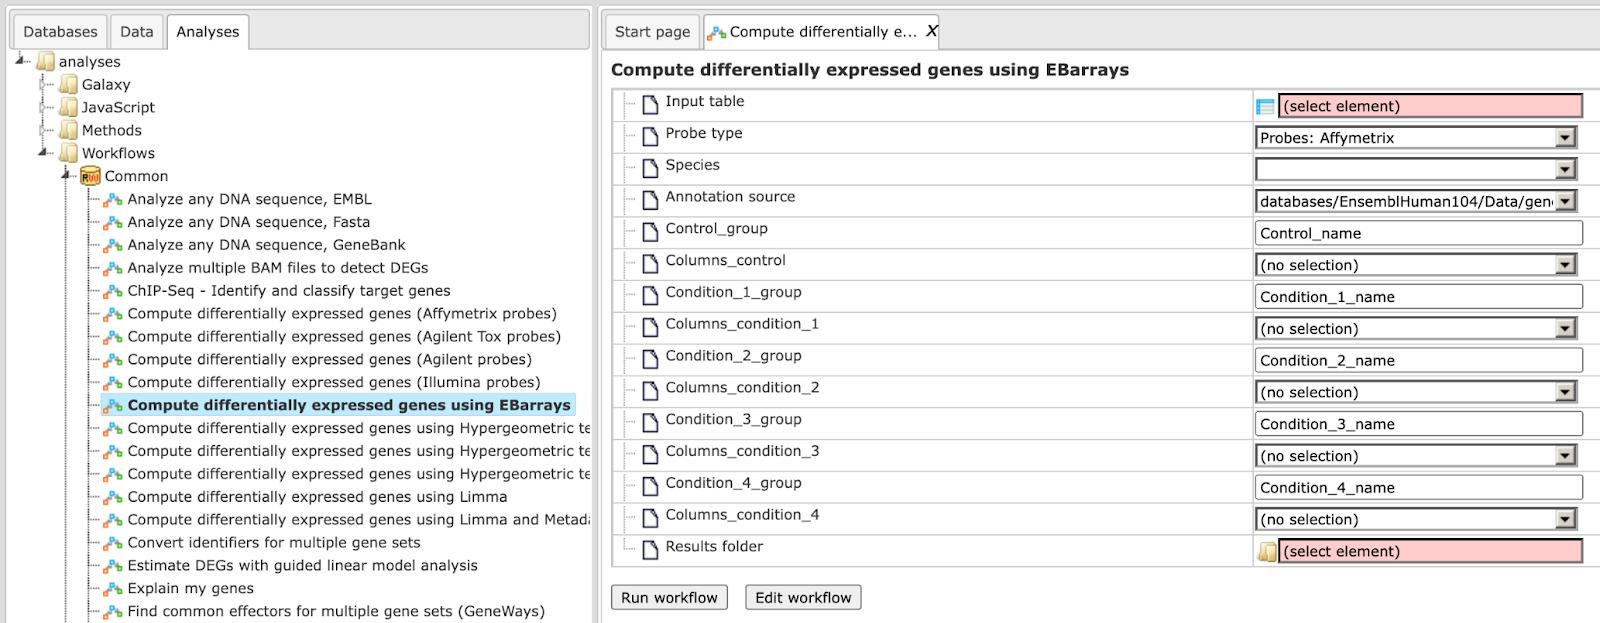 Databases
Data
Analyses
analyses
Galaxy
JavaScript
Methods
Workflows
Common
Analyze any DNA sequence, EMBL
Analyze any DNA sequence, Fasta
Analyze any DNA sequence, GeneBank
Analyze multiple BAM files to detect DEGs
ChIP-Seq - Identify and classify target genes
Compute differentially expressed genes (Affymetrix probes)
Compute differentially expressed genes (Agilent Tox probes)
Compute differentially expressed genes (Agilent probes)
Compute differentially expressed genes (Illumina probes)
Compute differentially expressed genes using EBarrays
Compute differentially expressed genes using Hypergeometric te
Compute differentially expressed genes using Hypergeometric te
Compute differentially expressed genes using Hypergeometric te
Compute differentially expressed genes using Limma
Compute differentially expressed genes using Limma and Metada
Convert identifiers for multiple gene sets
Estimate DEGs with guided linear model analysis
Explain my genes
Find common effectors for multiple gene sets (GeneWays)
Start page
Compute differentially e... X
Compute differentially expressed genes using EBarrays
Input table (select element)
Probe type Probes: Affymetrix
Species
Annotation source databases/EnsemblHuman104/Data/gen
Control_group Control_name
Columns_control (no selection)
Condition_1_group Condition_1_name
Columns_condition_1 (no selection)
Condition_2_group Condition_2_name
Columns_condition_2 (no selection)
Condition_3_group Condition_3_name
Columns_condition_3 (no selection)
Condition_4_group Condition_4_name
Columns_condition_4 (no selection)
Results folder (select element)
Run workflow
Edit workflow